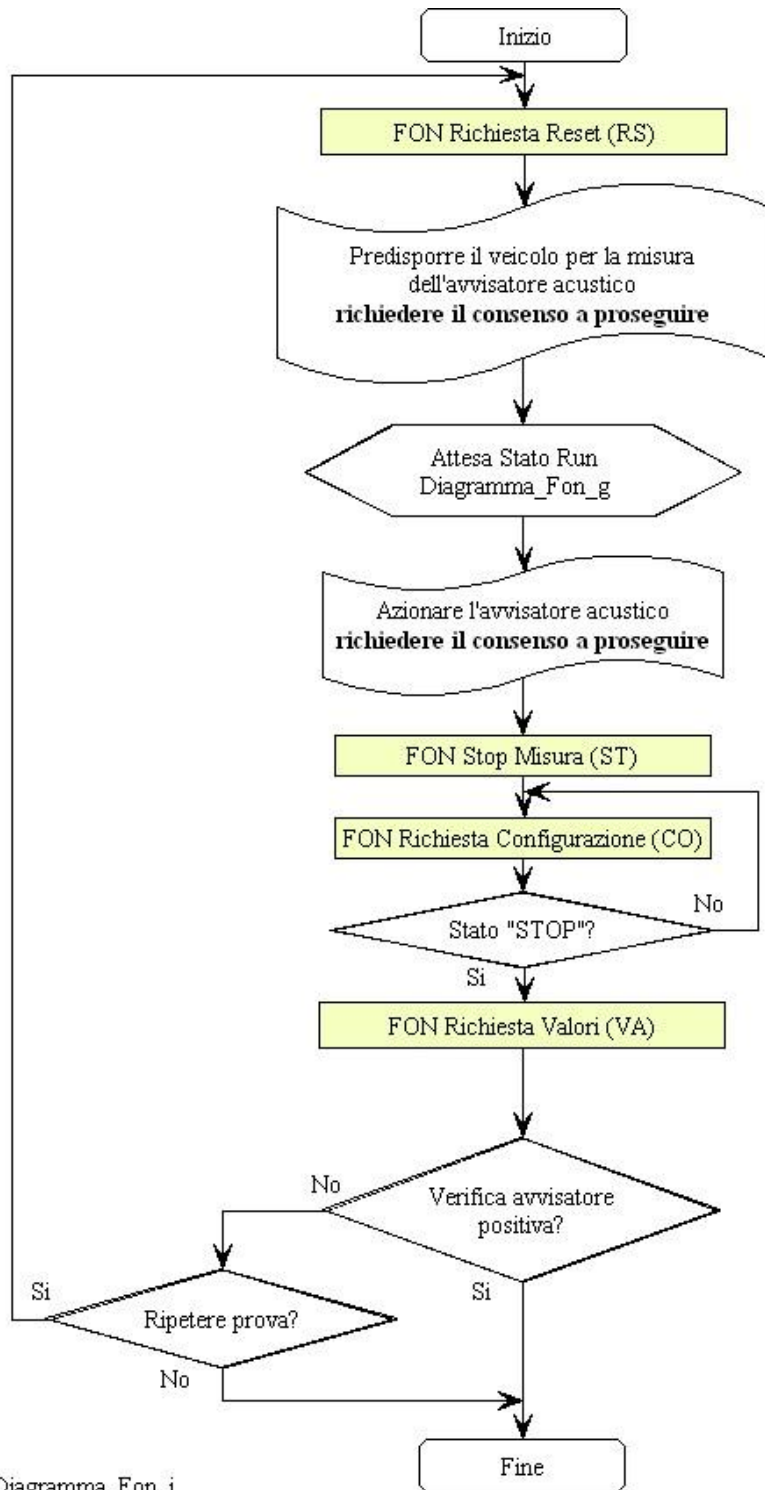 Inizio
FON Richiesta Reset (RS)
Predisporre il veicolo per la misura
dell'avvisatore acustico
richiedere il consenso a proseguire
Attesa Stato Run
Diagramma_Fon_g
Azionare l'avvisatore acustico
richiedere il consenso a proseguire
FON Stop Misura (ST)
FON Richiesta Configurazione (CO)
No
Stato "STOP"?
Si
FON Richiesta Valori (VA)
No
Verifica avvisatore
positiva?
Si
Si
Ripetere prova?
No
Fine
Diagramma_Fon_i